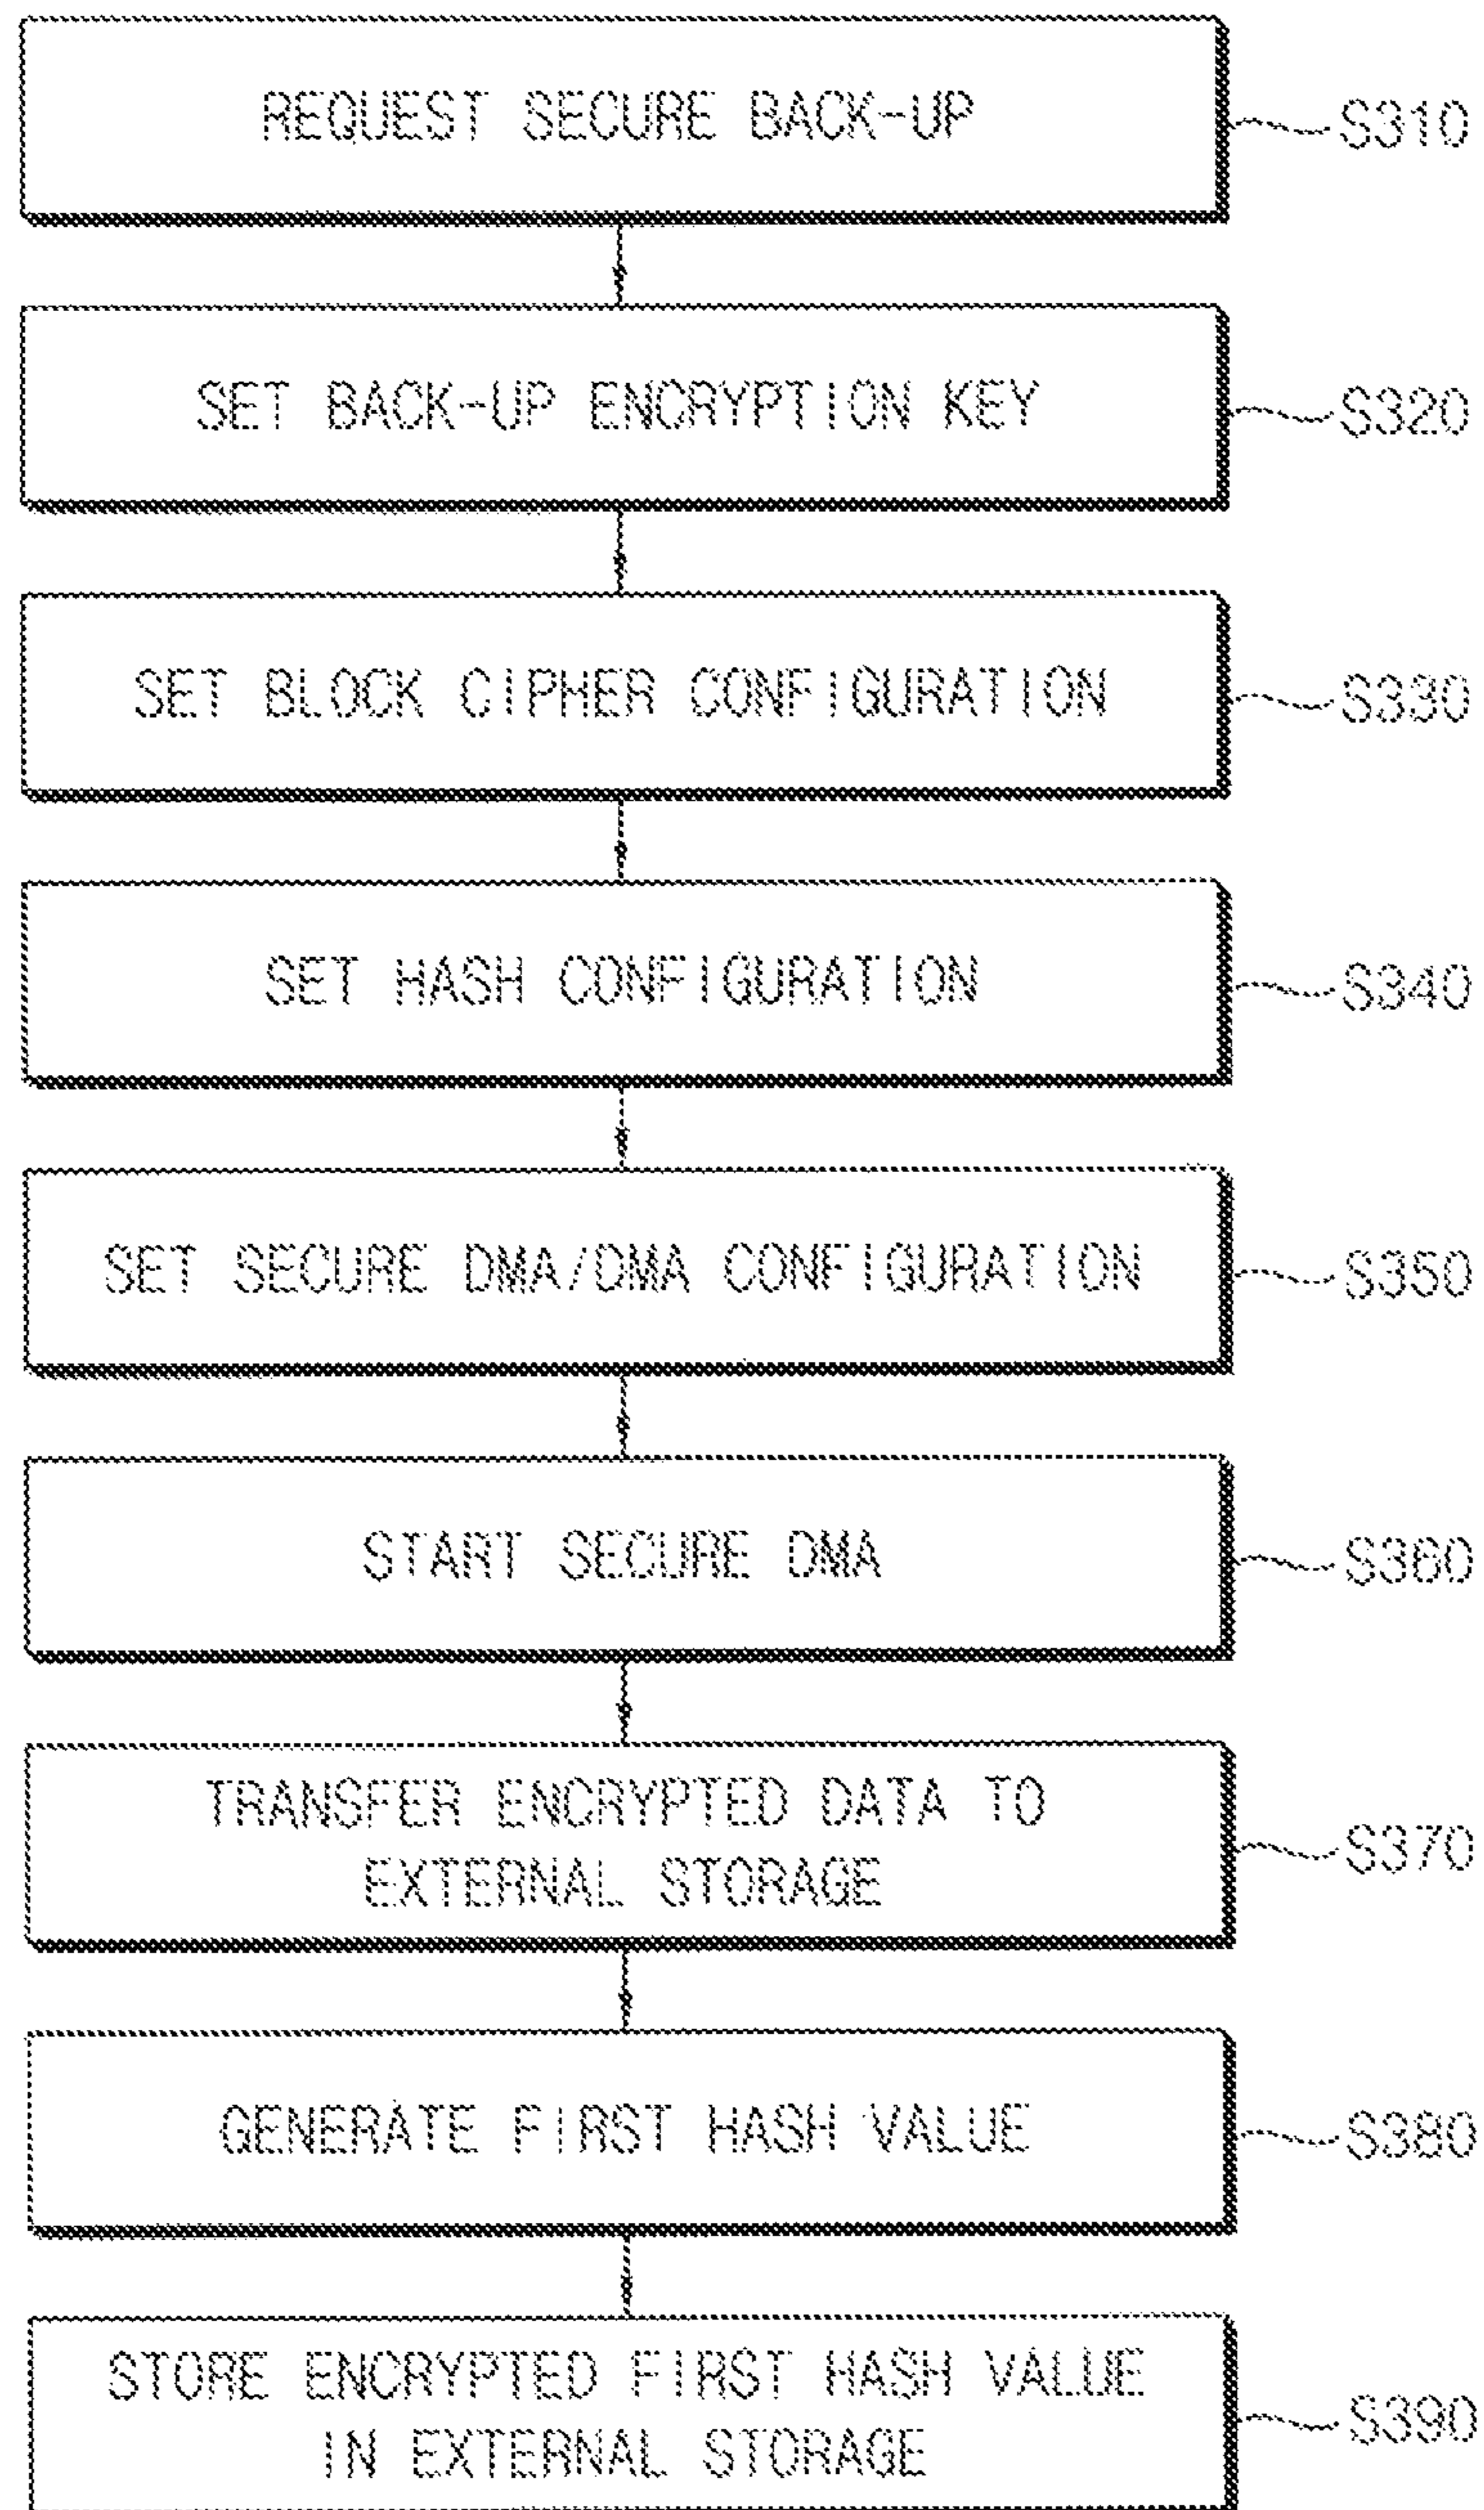 REQUEST SECURE BACK-UP
S310
SET BACK-UP ENCRYPTION KEY
S320
SET BLOCK CIPHER CONFIGURATION
S330
SET HASH CONFIGURATION
S340
SET SECURE DMA/DMA CONFIGURATION
S350
START SECURE DMA
S360
TRANSFER ENCRYPTED DATA TO
EXTERNAL STORAGE
S370
GENERATE FIRST HASH VALUE
S380
STORE ENCRYPTED FIRST HASH VALUE
IN EXTERNAL STORAGE
S390